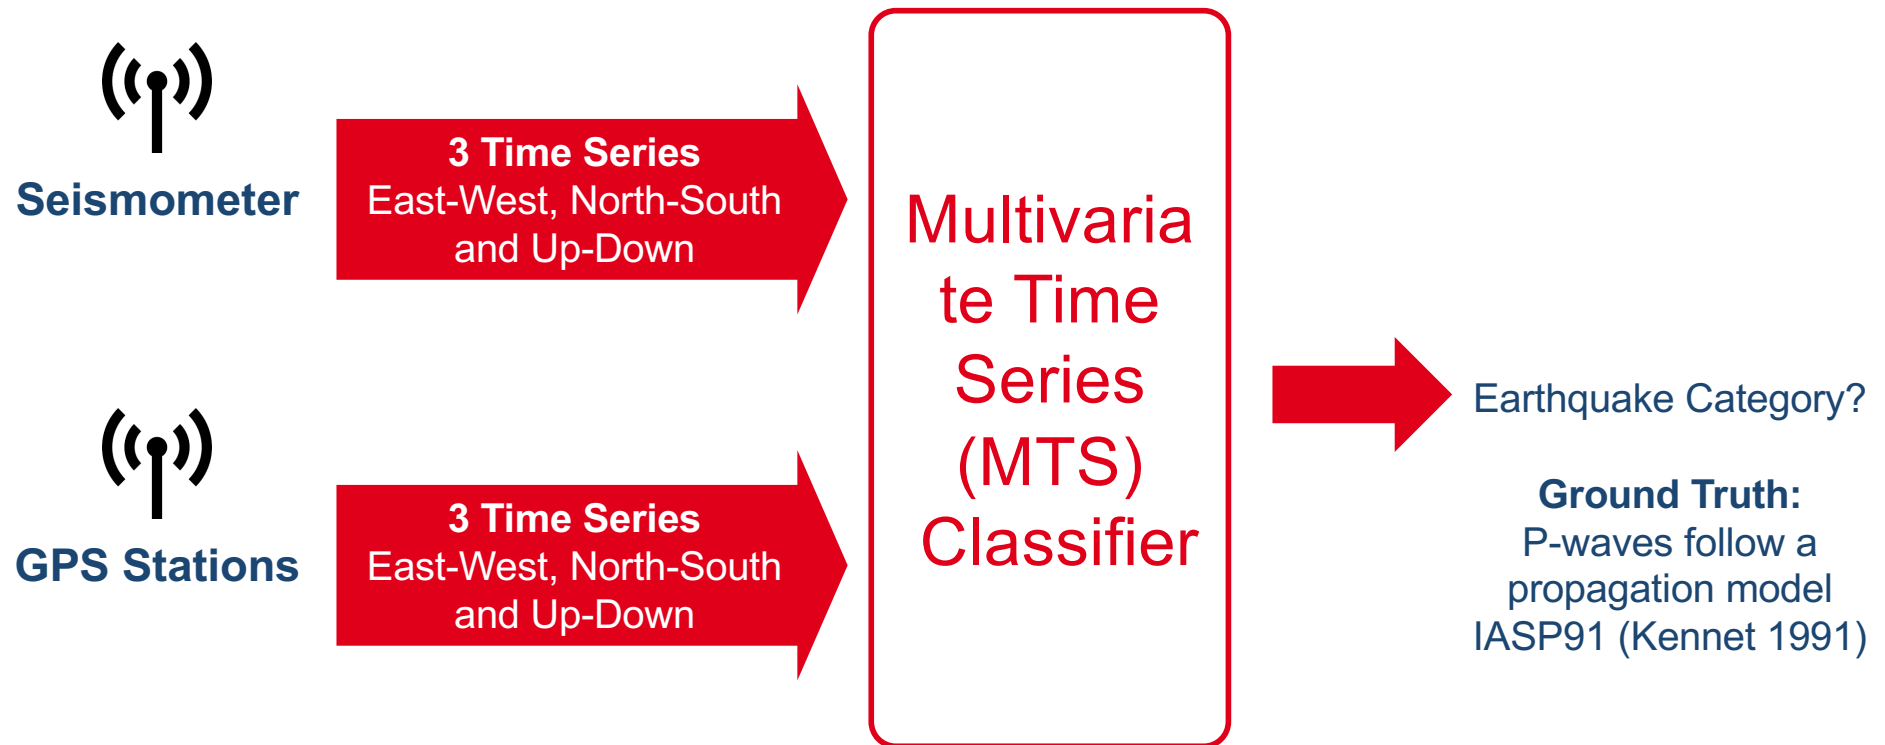 Seismometer
3 Time Series
East-West, North-South
and Up-Down
GPS Stations
3 Time Series
East-West, North-South
and Up-Down
Multivaria
te Time
Series
(MTS)
Classifier
Earthquake Category?
Ground Truth:
P-waves follow a
propagation model
IASP91 (Kennet 1991)